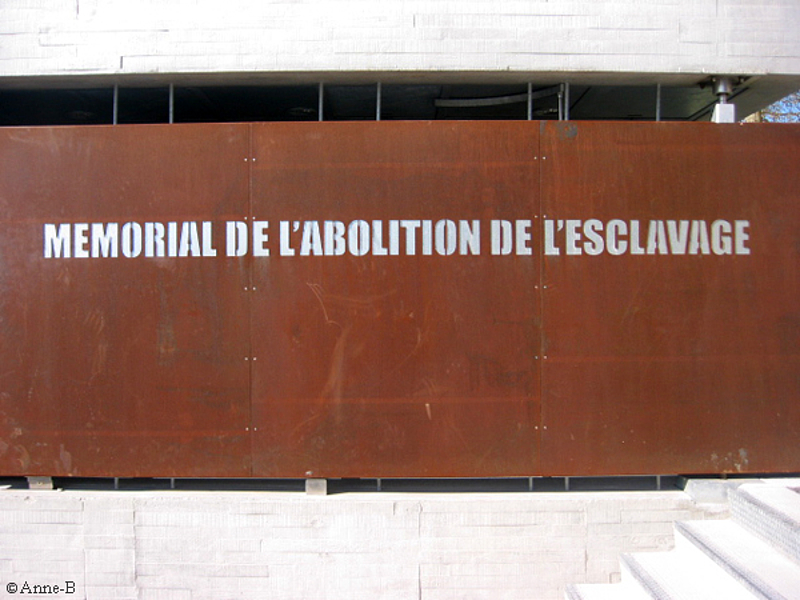 MEMORIAL DE L'ABOLITION DE L'ESCLAVAGE
©Anne-B